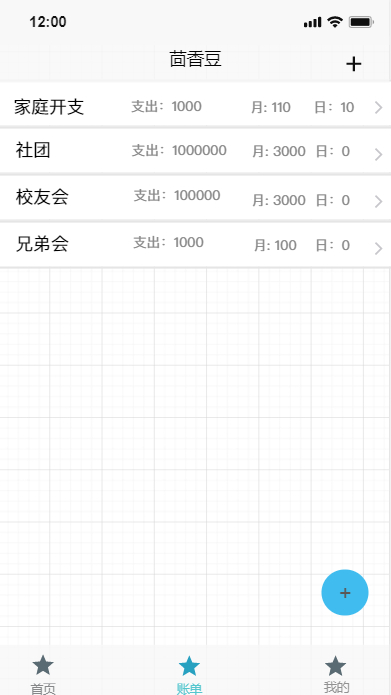 12:00
茴香豆
家庭开支 支出：1000 月: 110 日：10
社团 支出：1000000 月: 3000 日：0
校友会 支出：100000 月: 3000 日：0
兄弟会 支出：1000 月: 100 日：0
首页 账单 我的